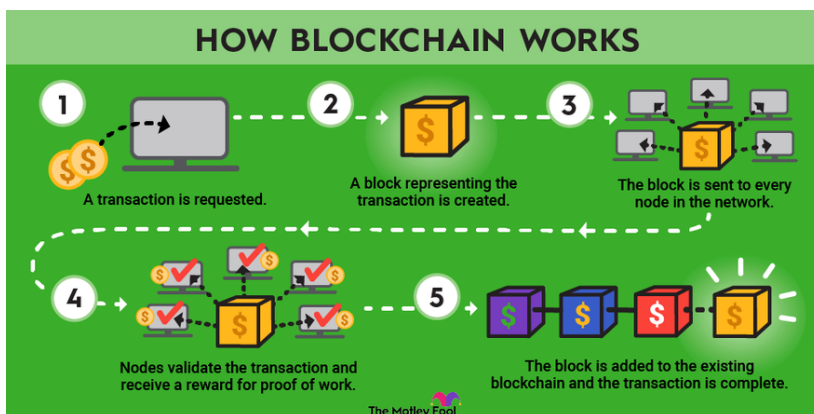 HOW BLOCKCHAIN WORKS
1
2
3
$
$
$
$
A transaction is requested.
A block representing the
transaction is created.
The block is sent to every
node in the network.
4
5
$
$
$
$
$
$
$
$
$
$
Nodes validate the transaction and
receive a reward for proof of work.
The block is added to the existing
blockchain and the transaction is complete.
The Motley Fool